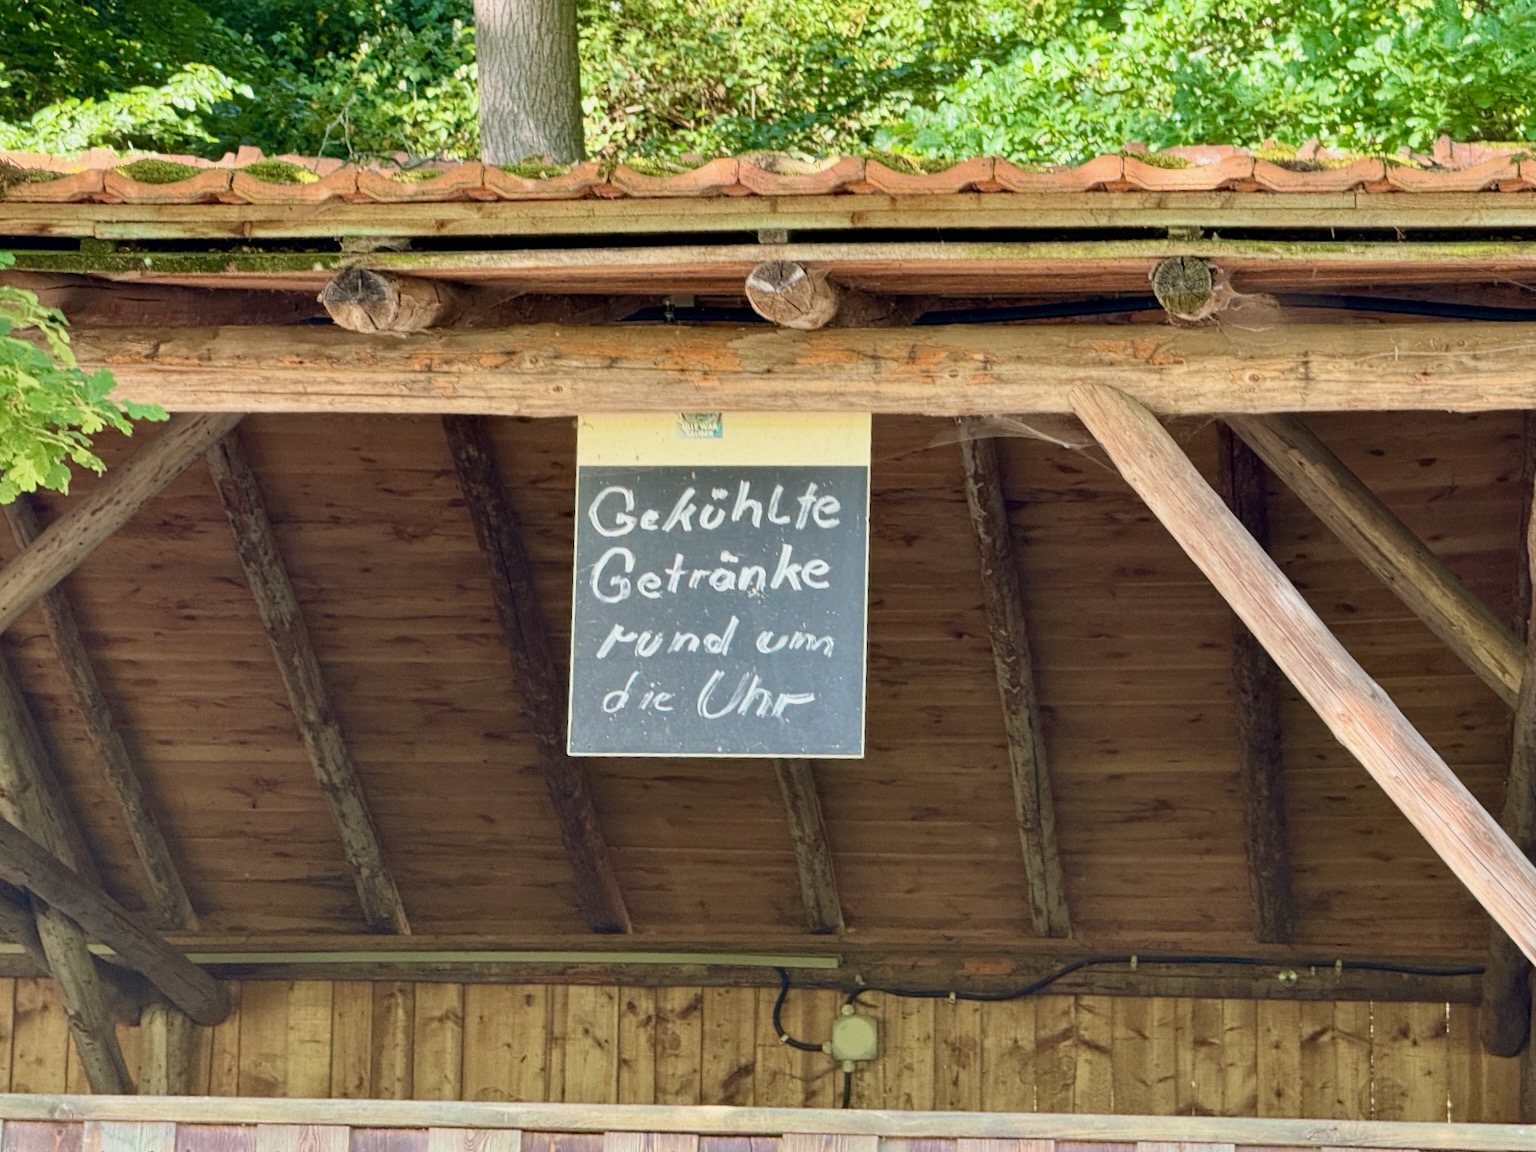 Gekühlte
Getränke
rund um
die Uhr